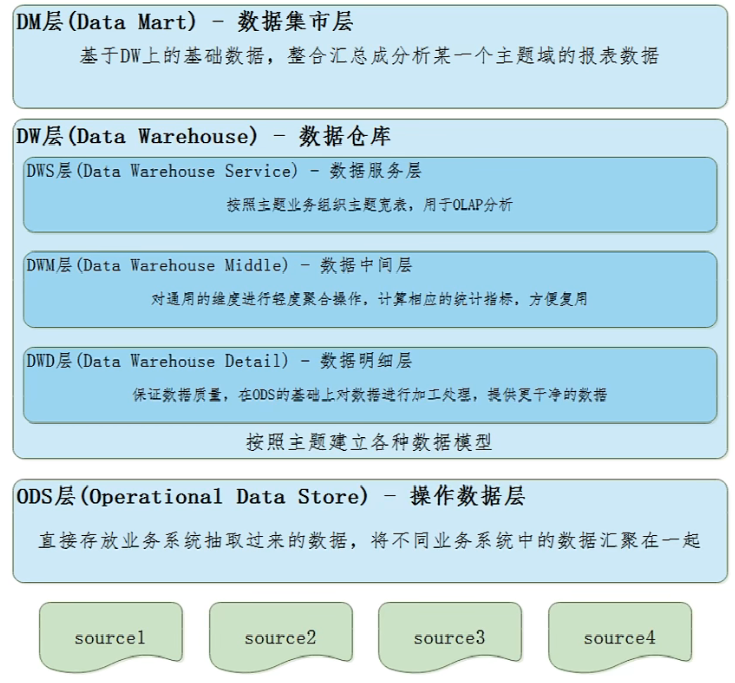 DM层(Data Mart) - 数据集市层
基于DW上的基础数据，整合汇总成分析某一个主题域的报表数据
DW层(Data Warehouse) - 数据仓库
DWS层(Data Warehouse Service) - 数据服务层
按照主题业务组织主题宽表，用于OLAP分析
DWM层(Data Warehouse Middle) - 数据中间层
对通用的维度进行轻度聚合操作，计算相应的统计指标，方便复用
DWD层(Data Warehouse Detail) - 数据明细层
保证数据质量，在ODS的基础上对数据进行加工处理，提供更干净的数据
按照主题建立各种数据模型
ODS层(Operational Data Store) - 操作数据层
直接存放业务系统抽取过来的数据，将不同业务系统中的数据汇聚在一起
source1
source2
source3
source4